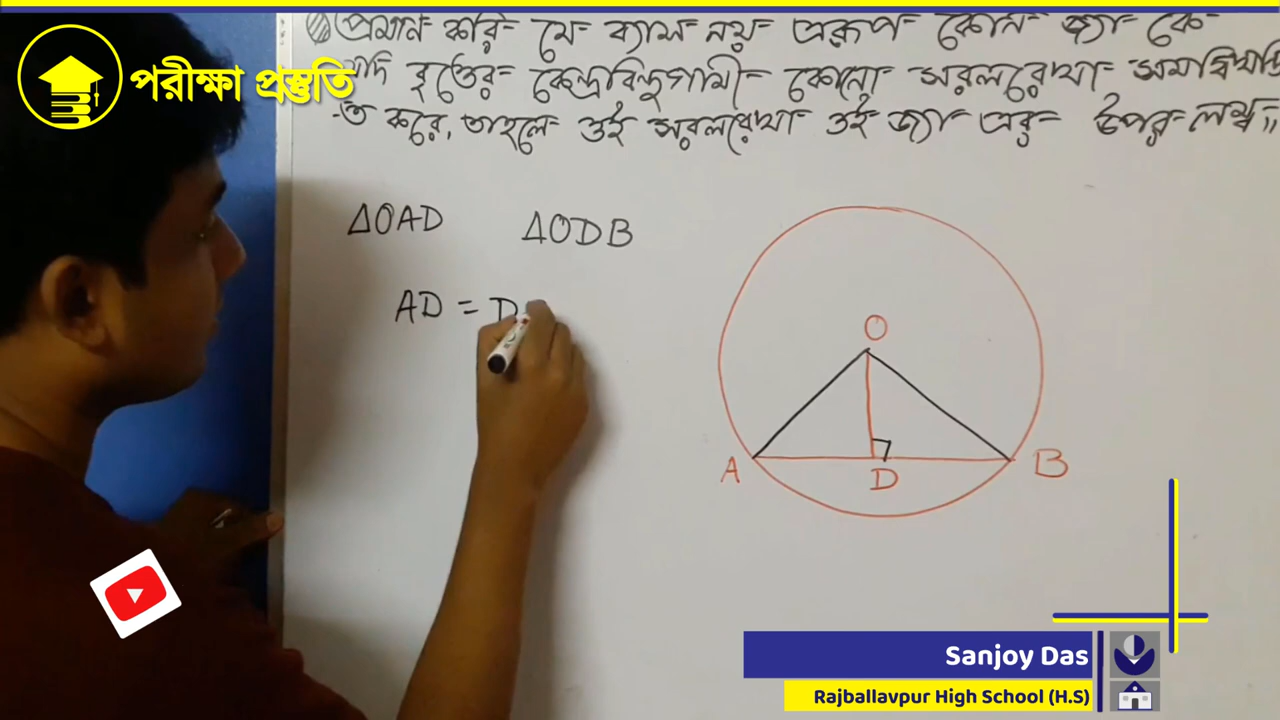 প্রমাণ করি যে ব্যাস নয় এরূপ কোন জ্যা কে
যদি বৃত্তের কেন্দ্রবিন্দুগামী কোনো সরলরেখা সমদ্বিখণ্ডি
ত করে, তাহলে ওই সরলরেখা ওই জ্যা এর উপর লম্ব ।।
পরীক্ষা প্রস্তুতি
ΔOAD ΔODB
AD = D
O
A D B
Sanjoy Das
Rajballavpur High School (H.S)